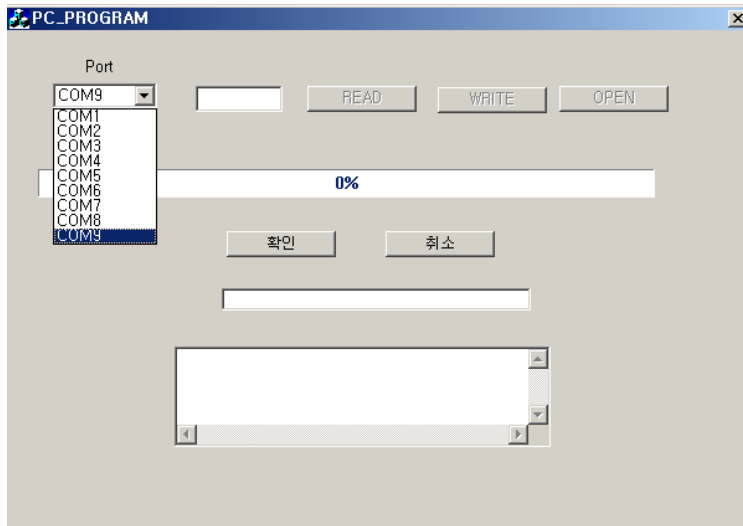 PC_PROGRAM
Port
COM9
READ
WRITE
OPEN
COM1
COM2
COM3
COM4
COM5
COM6
COM7
COM8
COM9
0%
확인
취소